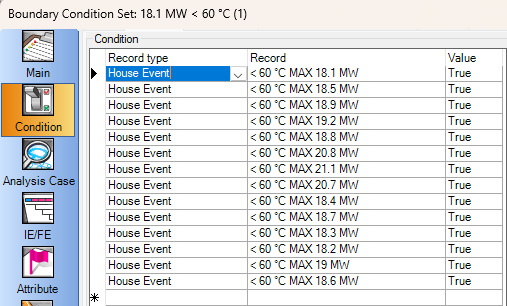 Boundary Condition Set: 18.1 MW < 60 °C (1)
Main
Condition
Analysis Case
IE/FE
Attribute
Condition
Record type Record Value
House Event < 60 °C MAX 18.1 MW True
House Event < 60 °C MAX 18.5 MW True
House Event < 60 °C MAX 18.9 MW True
House Event < 60 °C MAX 19.2 MW True
House Event < 60 °C MAX 18.8 MW True
House Event < 60 °C MAX 20.8 MW True
House Event < 60 °C MAX 21.1 MW True
House Event < 60 °C MAX 20.7 MW True
House Event < 60 °C MAX 18.4 MW True
House Event < 60 °C MAX 18.7 MW True
House Event < 60 °C MAX 18.3 MW True
House Event < 60 °C MAX 18.2 MW True
House Event < 60 °C MAX 19 MW True
House Event < 60 °C MAX 18.6 MW True